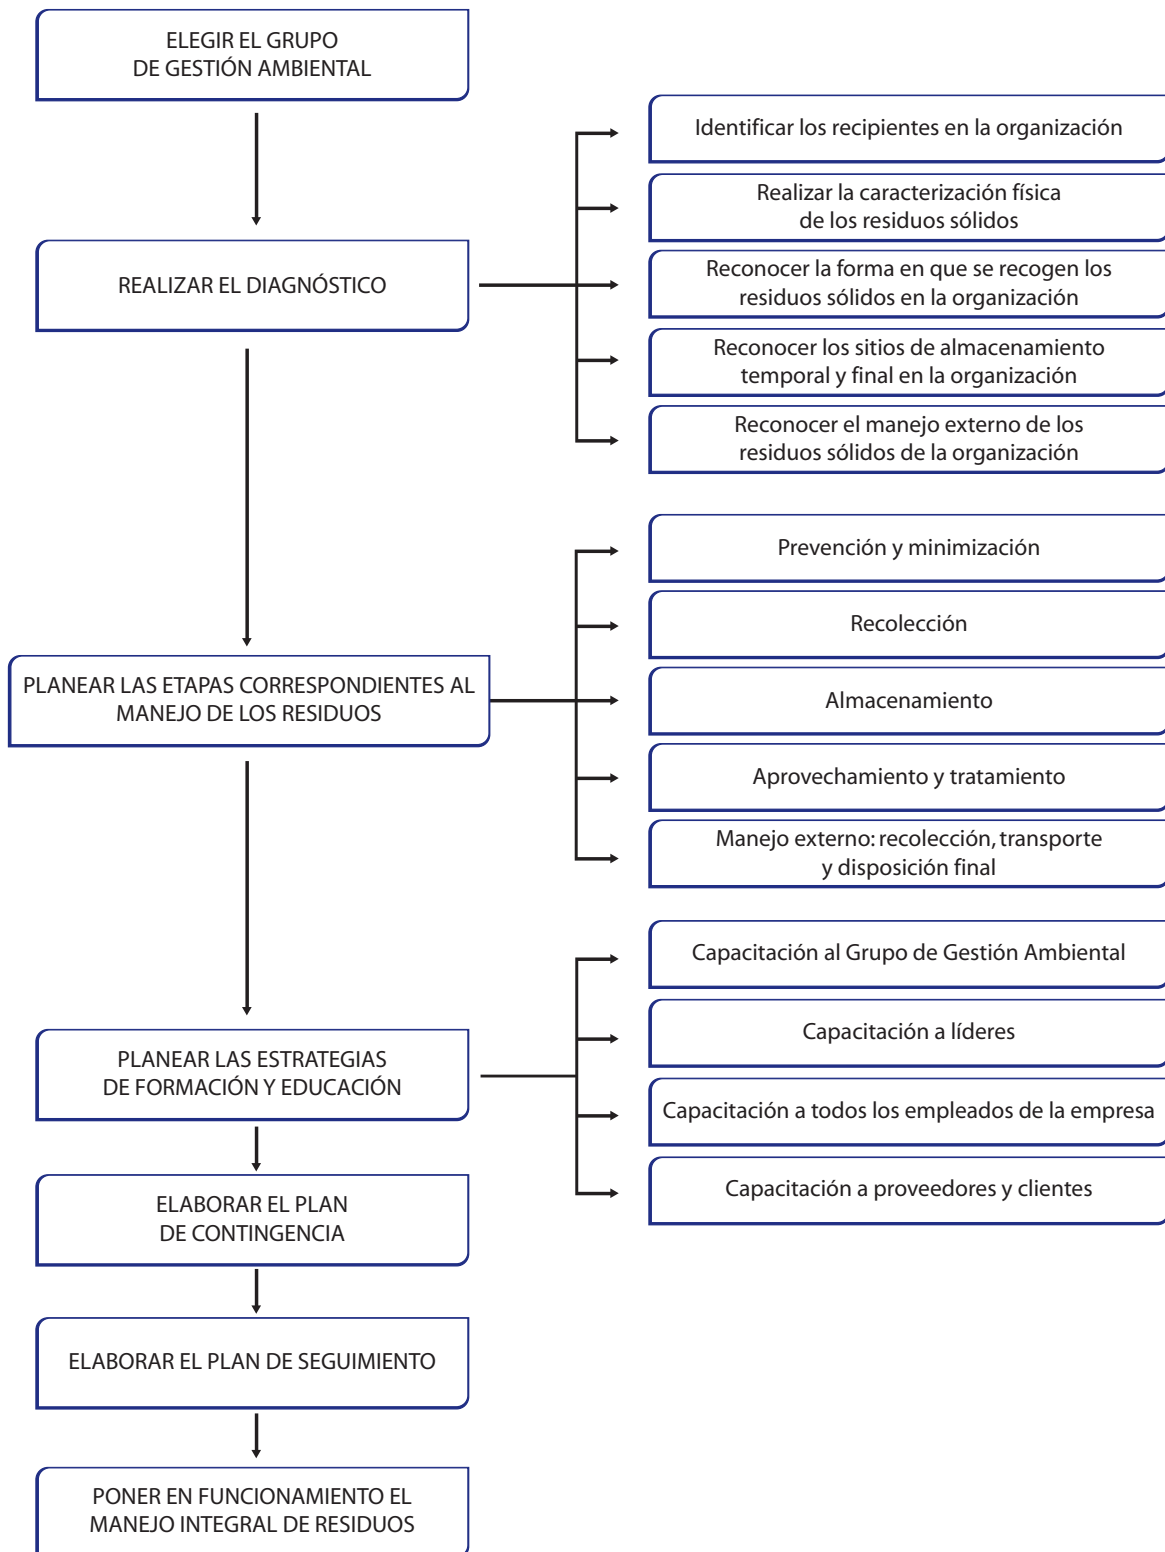 ELEGIR EL GRUPO
DE GESTIÓN AMBIENTAL
REALIZAR EL DIAGNÓSTICO
Identificar los recipientes en la organización
Realizar la caracterización física
de los residuos sólidos
Reconocer la forma en que se recogen los
residuos sólidos en la organización
Reconocer los sitios de almacenamiento
temporal y final en la organización
Reconocer el manejo externo de los
residuos sólidos de la organización
PLANEAR LAS ETAPAS CORRESPONDIENTES AL
MANEJO DE LOS RESIDUOS
Prevención y minimización
Recolección
Almacenamiento
Aprovechamiento y tratamiento
Manejo externo: recolección, transporte
y disposición final
PLANEAR LAS ESTRATEGIAS
DE FORMACIÓN Y EDUCACIÓN
Capacitación al Grupo de Gestión Ambiental
Capacitación a líderes
Capacitación a todos los empleados de la empresa
Capacitación a proveedores y clientes
ELABORAR EL PLAN
DE CONTINGENCIA
ELABORAR EL PLAN DE SEGUIMIENTO
PONER EN FUNCIONAMIENTO EL
MANEJO INTEGRAL DE RESIDUOS